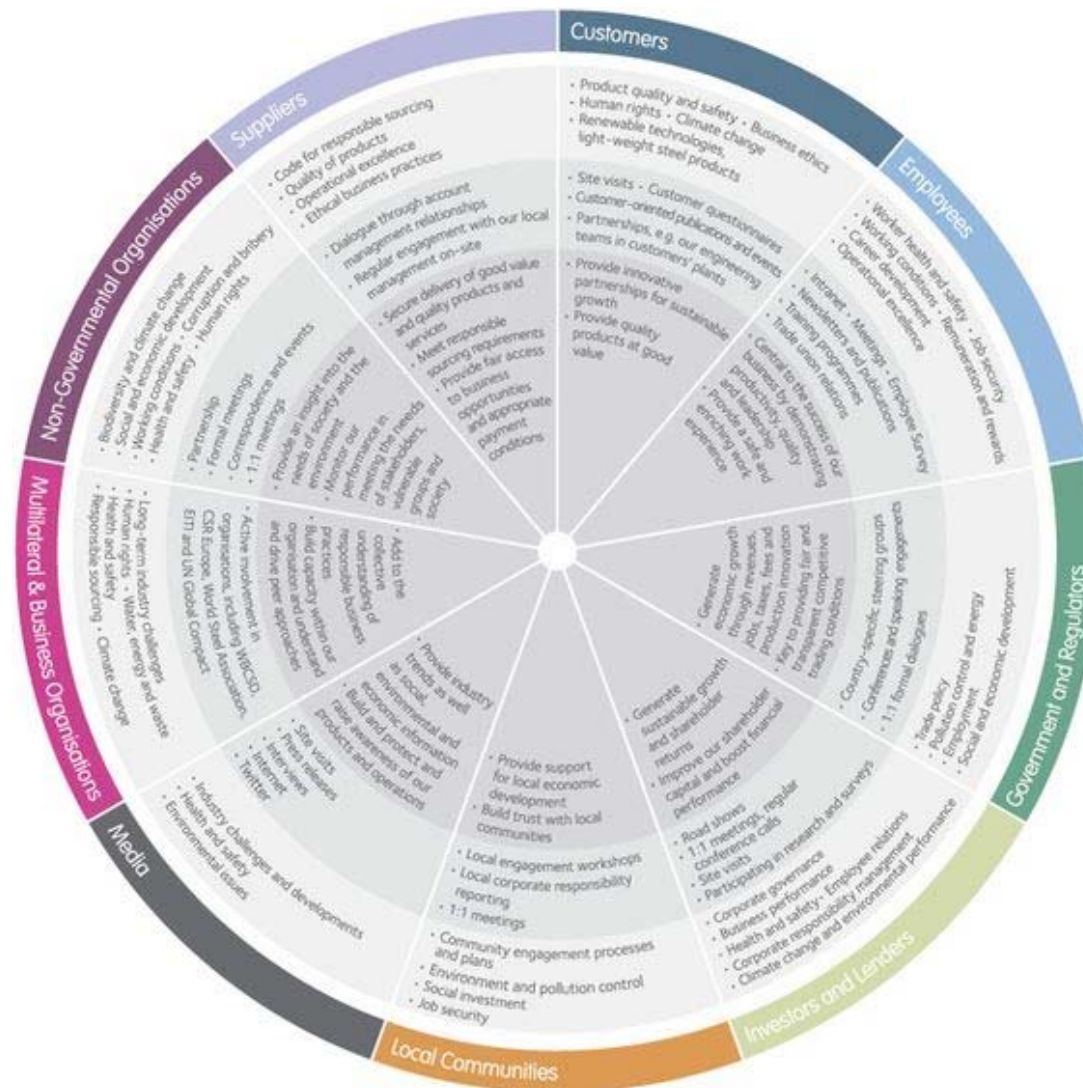 Customers
• Product quality and safety • Business ethics
• Human rights • Climate change
• Renewable technologies,
light-weight steel products
• Site visits • Customer questionnaires
• Customer-oriented publications and events
• Partnerships, e.g. our engineering
teams in customers' plants
• Provide innovative
partnerships for sustainable
growth
• Provide quality
products at good
value
Employees
• Worker health and safety • Job security
• Working conditions • Remuneration and rewards
• Career development
• Operational excellence
• Intranet • Meetings • Employee Survey
• Newsletters and publications
• Training programmes
• Trade union relations
• Central to the success of our
business by demonstrating
productivity, quality
and leadership
• Provide a safe and
enriching work
experience
Government and Regulators
• Trade policy
• Pollution control and energy
• Employment
• Social and economic development
• Country-specific steering groups
• Conferences and speaking engagements
• 1:1 formal dialogues
• Generate
economic growth
through revenues,
jobs, taxes, feed and
production innovation
• Key to providing fair and
transparent competitive
trading conditions
Investors and Lenders
• Corporate governance
• Business performance
• Health and safety • Employee relations
• Corporate responsibility management
• Climate change and environmental performance
• Road shows
• 1:1 meetings, regular
conference calls
• Site visits
• Participating in research and surveys
• Generate
sustainable growth
and shareholder
returns
• Improve our shareholder
capital and boost financial
performance
Local Communities
• Community engagement processes
and plans
• Environment and pollution control
• Social investment
• Job security
• Local engagement workshops
• Local corporate responsibility
reporting
• 1:1 meetings
• Provide support
for local economic
development
• Build trust with local
communities
Media
• Industry challenges and developments
• Health and safety
• Environmental issues
• Site visits
• Press releases
• Interviews
• Internet
• Twitter
• Provide industry
trends as well
as social,
environmental and
economic information
• Build and protect and
raise awareness of our
products and operations
Multilateral & Business Organisations
• Long-term industry challenges
• Human rights • Water, energy and waste
• Health and safety
• Responsible sourcing • Climate change
• Active involvement in
organisations, including WBCSD,
CSR Europe, World Steel Association,
EITI and UN Global Compact
• Add to the
collective
understanding of
responsible business
practices
• Build capacity within our
organisation and understand
and drive peer approaches
Non-Governmental Organisations
• Biodiversity and climate change
• Social and economic development
• Working conditions • Corruption and bribery
• Health and safety • Human rights
• Partnership
• Formal meetings
• Correspondence and events
• 1:1 meetings
• Provide an insight into the
needs of society and the
environment
• Monitor our
performance in
meeting the needs
of stakeholders,
vulnerable
groups and
society
Suppliers
• Code for responsible sourcing
• Quality of products
• Operational excellence
• Ethical business practices
• Dialogue through account
management relationships
• Regular engagement with our local
management on-site
• Secure delivery of good value
and quality products and
services
• Meet responsible
sourcing requirements
• Provide fair access
to business
opportunities
and appropriate
payment
conditions